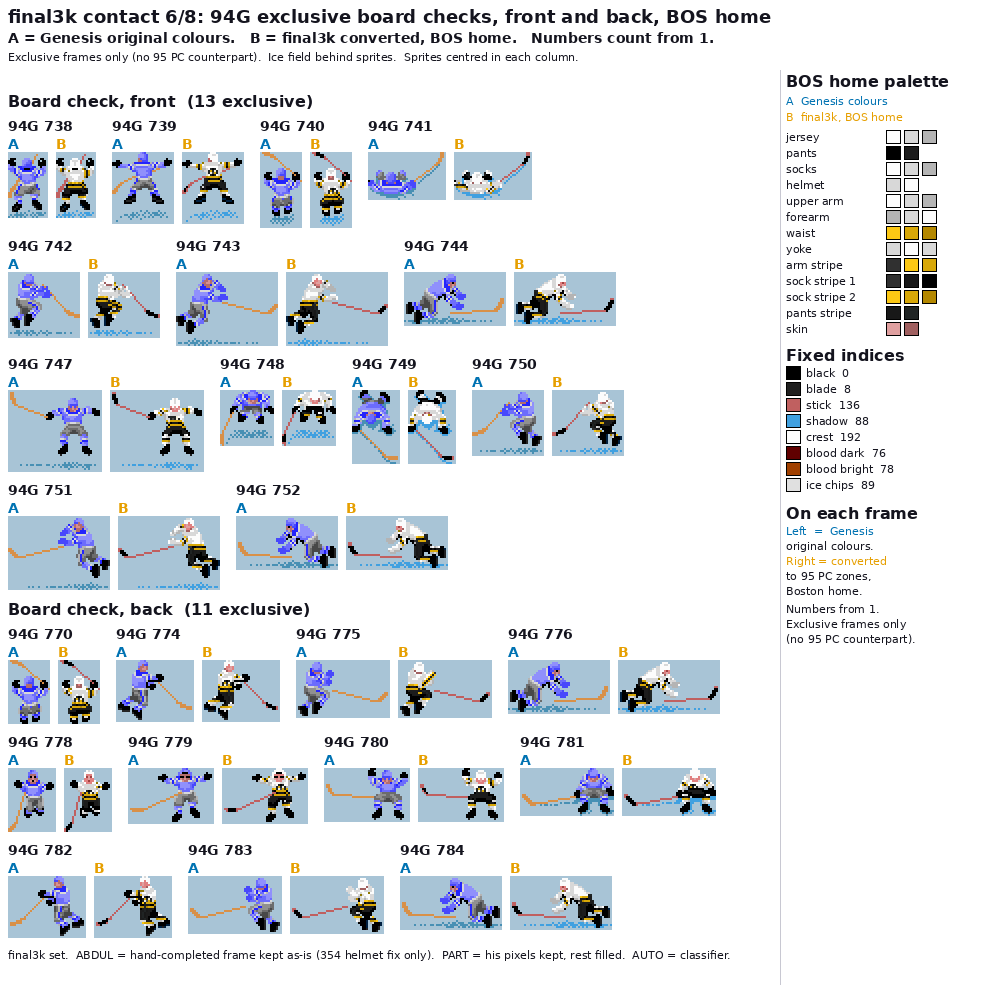 final3k contact 6/8: 94G exclusive board checks, front and back, BOS home
A = Genesis original colours.   B = final3k converted, BOS home.   Numbers count from 1.
Exclusive frames only (no 95 PC counterpart).  Ice field behind sprites.  Sprites centred in each column.
Board check, front  (13 exclusive)
94G 738 94G 739 94G 740 94G 741
A B A B A B A B
94G 742 94G 743 94G 744
A B A B A B
94G 747 94G 748 94G 749 94G 750
A B A B A B A B
94G 751 94G 752
A B A B
Board check, back  (11 exclusive)
94G 770 94G 774 94G 775 94G 776
A B A B A B A B
94G 778 94G 779 94G 780 94G 781
A B A B A B A B
94G 782 94G 783 94G 784
A B A B A B
final3k set.  ABDUL = hand-completed frame kept as-is (354 helmet fix only).  PART = his pixels kept, rest filled.  AUTO = classifier.
BOS home palette
A  Genesis colours
B  final3k, BOS home
jersey
pants
socks
helmet
upper arm
forearm
waist
yoke
arm stripe
sock stripe 1
sock stripe 2
pants stripe
skin
Fixed indices
black  0
blade  8
stick  136
shadow  88
crest  192
blood dark  76
blood bright  78
ice chips  89
On each frame
Left  =  Genesis
original colours.
Right = converted
to 95 PC zones,
Boston home.
Numbers from 1.
Exclusive frames only
(no 95 PC counterpart).